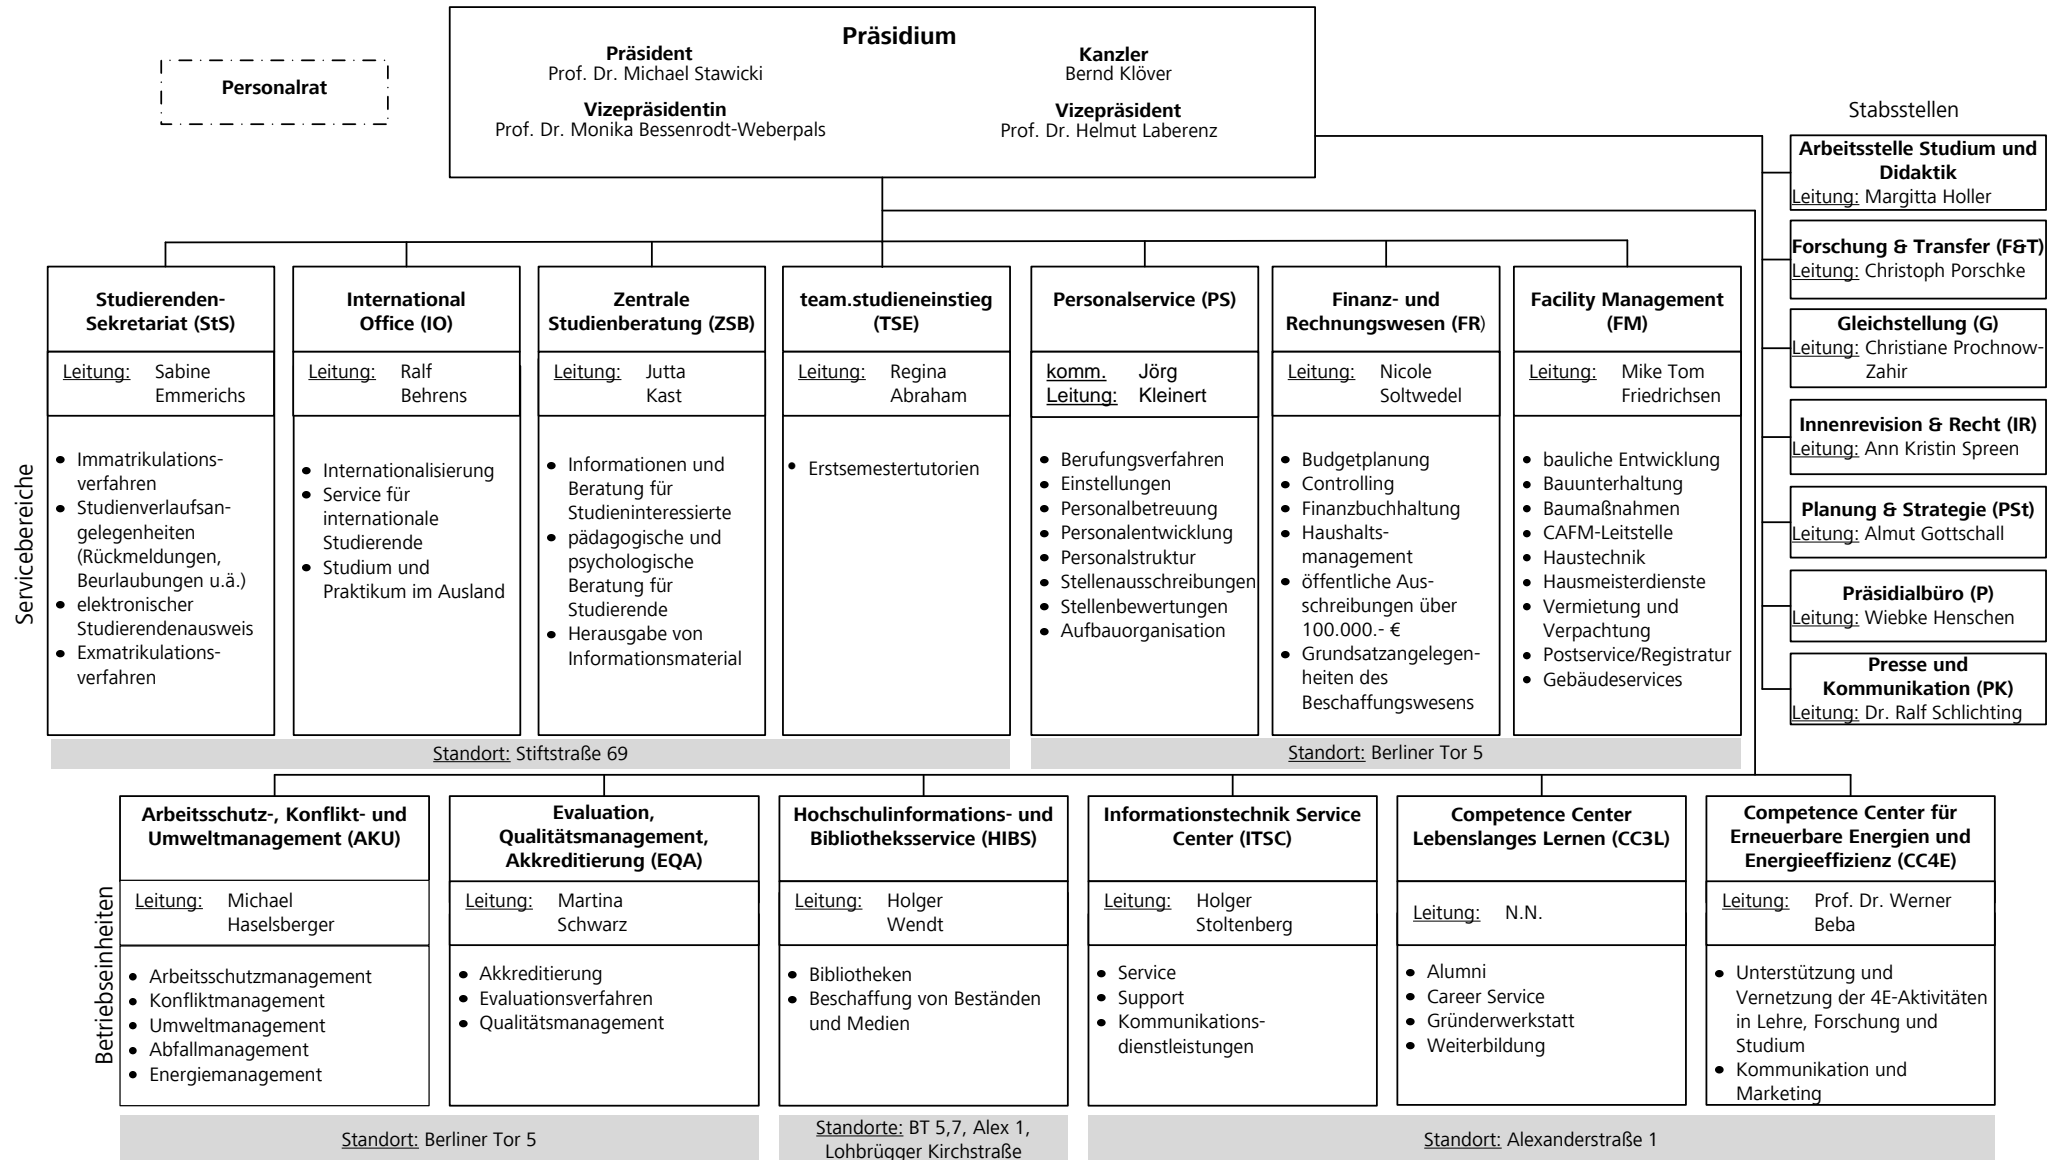 Präsidium
Präsident
Prof. Dr. Michael Stawicki
Kanzler
Bernd Klöver
Vizepräsidentin
Prof. Dr. Monika Bessenrodt-Weberpals
Vizepräsident
Prof. Dr. Helmut Laberenz
Personalrat
Stabsstellen
Arbeitsstelle Studium und
Didaktik
Leitung: Margitta Holler
Forschung & Transfer (F&T)
Leitung: Christoph Porschke
Gleichstellung (G)
Leitung: Christiane Prochnow-
Zahir
Innenrevision & Recht (IR)
Leitung: Ann Kristin Spreen
Planung & Strategie (PSt)
Leitung: Almut Gottschall
Präsidialbüro (P)
Leitung: Wiebke Henschen
Presse und
Kommunikation (PK)
Leitung: Dr. Ralf Schlichting
Servicebereiche
Studierenden-
Sekretariat (StS)
Leitung: Sabine
Emmerichs
• Immatrikulations-
verfahren
• Studienverlaufsan-
gelegenheiten
(Rückmeldungen,
Beurlaubungen u.ä.)
• elektronischer
Studierendenausweis
• Exmatrikulations-
verfahren
International
Office (IO)
Leitung: Ralf
Behrens
• Internationalisierung
• Service für
internationale
Studierende
• Studium und
Praktikum im Ausland
Zentrale
Studienberatung (ZSB)
Leitung: Jutta
Kast
• Informationen und
Beratung für
Studieninteressierte
• pädagogische und
psychologische
Beratung für
Studierende
• Herausgabe von
Informationsmaterial
team.studieneinstieg
(TSE)
Leitung: Regina
Abraham
• Erstsemestertutorien
Personalservice (PS)
komm. Jörg
Leitung: Kleinert
• Berufungsverfahren
• Einstellungen
• Personalbetreuung
• Personalentwicklung
• Personalstruktur
• Stellenausschreibungen
• Stellenbewertungen
• Aufbauorganisation
Finanz- und
Rechnungswesen (FR)
Leitung: Nicole
Soltwedel
• Budgetplanung
• Controlling
• Finanzbuchhaltung
• Haushalts-
management
• öffentliche Aus-
schreibungen über
100.000.- €
• Grundsatzangelegen-
heiten des
Beschaffungswesens
Facility Management
(FM)
Leitung: Mike Tom
Friedrichsen
• bauliche Entwicklung
• Bauunterhaltung
• Baumaßnahmen
• CAFM-Leitstelle
• Haustechnik
• Hausmeisterdienste
• Vermietung und
Verpachtung
• Postservice/Registratur
• Gebäudeservices
Standort: Stiftstraße 69
Standort: Berliner Tor 5
Betriebseinheiten
Arbeitsschutz-, Konflikt- und
Umweltmanagement (AKU)
Leitung: Michael
Haselsberger
• Arbeitsschutzmanagement
• Konfliktmanagement
• Umweltmanagement
• Abfallmanagement
• Energiemanagement
Evaluation,
Qualitätsmanagement,
Akkreditierung (EQA)
Leitung: Martina
Schwarz
• Akkreditierung
• Evaluationsverfahren
• Qualitätsmanagement
Hochschulinformations- und
Bibliotheksservice (HIBS)
Leitung: Holger
Wendt
• Bibliotheken
• Beschaffung von Beständen
und Medien
Informationstechnik Service
Center (ITSC)
Leitung: Holger
Stoltenberg
• Service
• Support
• Kommunikations-
dienstleistungen
Competence Center
Lebenslanges Lernen (CC3L)
Leitung: N.N.
• Alumni
• Career Service
• Gründerwerkstatt
• Weiterbildung
Competence Center für
Erneuerbare Energien und
Energieeffizienz (CC4E)
Leitung: Prof. Dr. Werner
Beba
• Unterstützung und
Vernetzung der 4E-Aktivitäten
in Lehre, Forschung und
Studium
• Kommunikation und
Marketing
Standort: Berliner Tor 5
Standorte: BT 5,7, Alex 1,
Lohbrügger Kirchstraße
Standort: Alexanderstraße 1